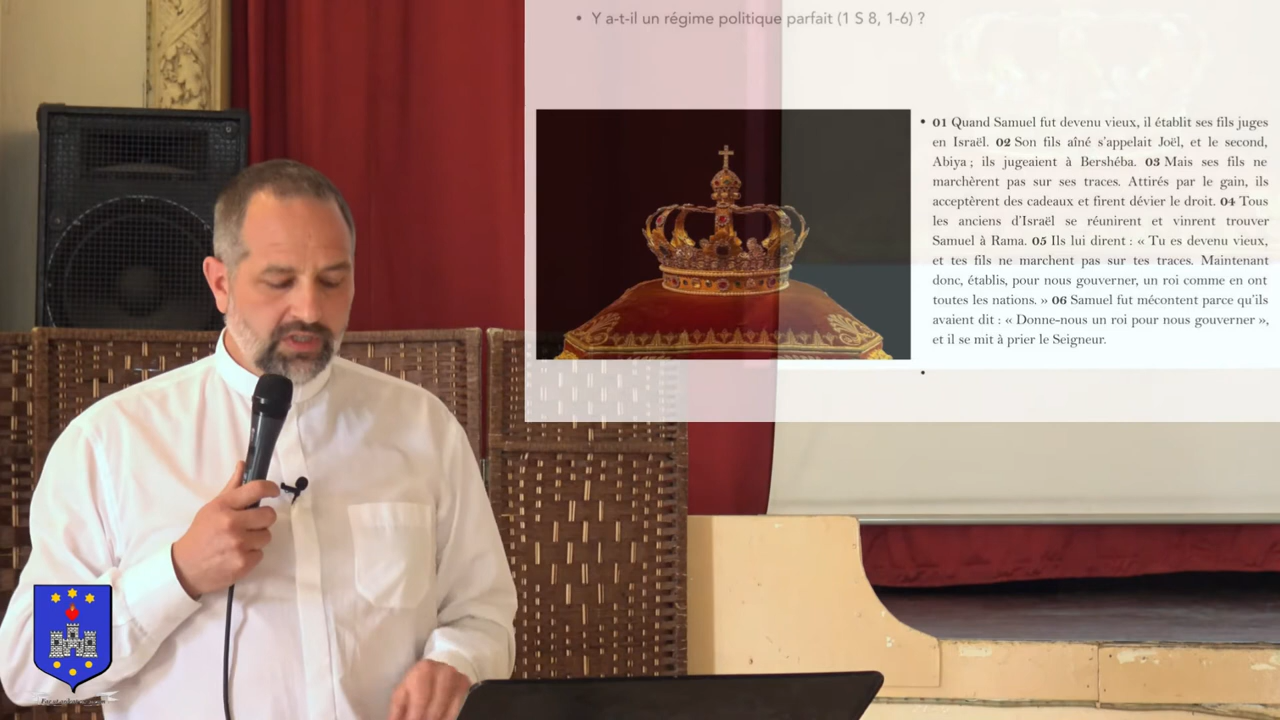 • Y a-t-il un régime politique parfait (1 S 8, 1-6) ?
• 01 Quand Samuel fut devenu vieux, il établit ses fils juges
en Israël. 02 Son fils aîné s’appelait Joël, et le second,
Abiya ; ils jugeaient à Bershéba. 03 Mais ses fils ne
marchèrent pas sur ses traces. Attirés par le gain, ils
acceptèrent des cadeaux et firent dévier le droit. 04 Tous
les anciens d’Israël se réunirent et vinrent trouver
Samuel à Rama. 05 Ils lui dirent : « Tu es devenu vieux,
et tes fils ne marchent pas sur tes traces. Maintenant
donc, établis, pour nous gouverner, un roi comme en ont
toutes les nations. » 06 Samuel fut mécontent parce qu’ils
avaient dit : « Donne-nous un roi pour nous gouverner »,
et il se mit à prier le Seigneur.
•